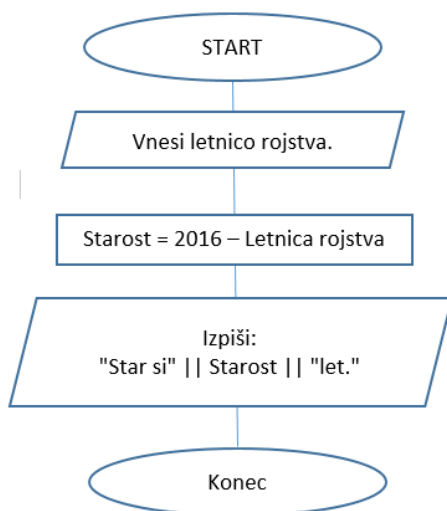 START
Vnesi letnico rojstva.
Starost = 2016 – Letnica rojstva
Izpiši:
"Star si" || Starost || "let."
Konec